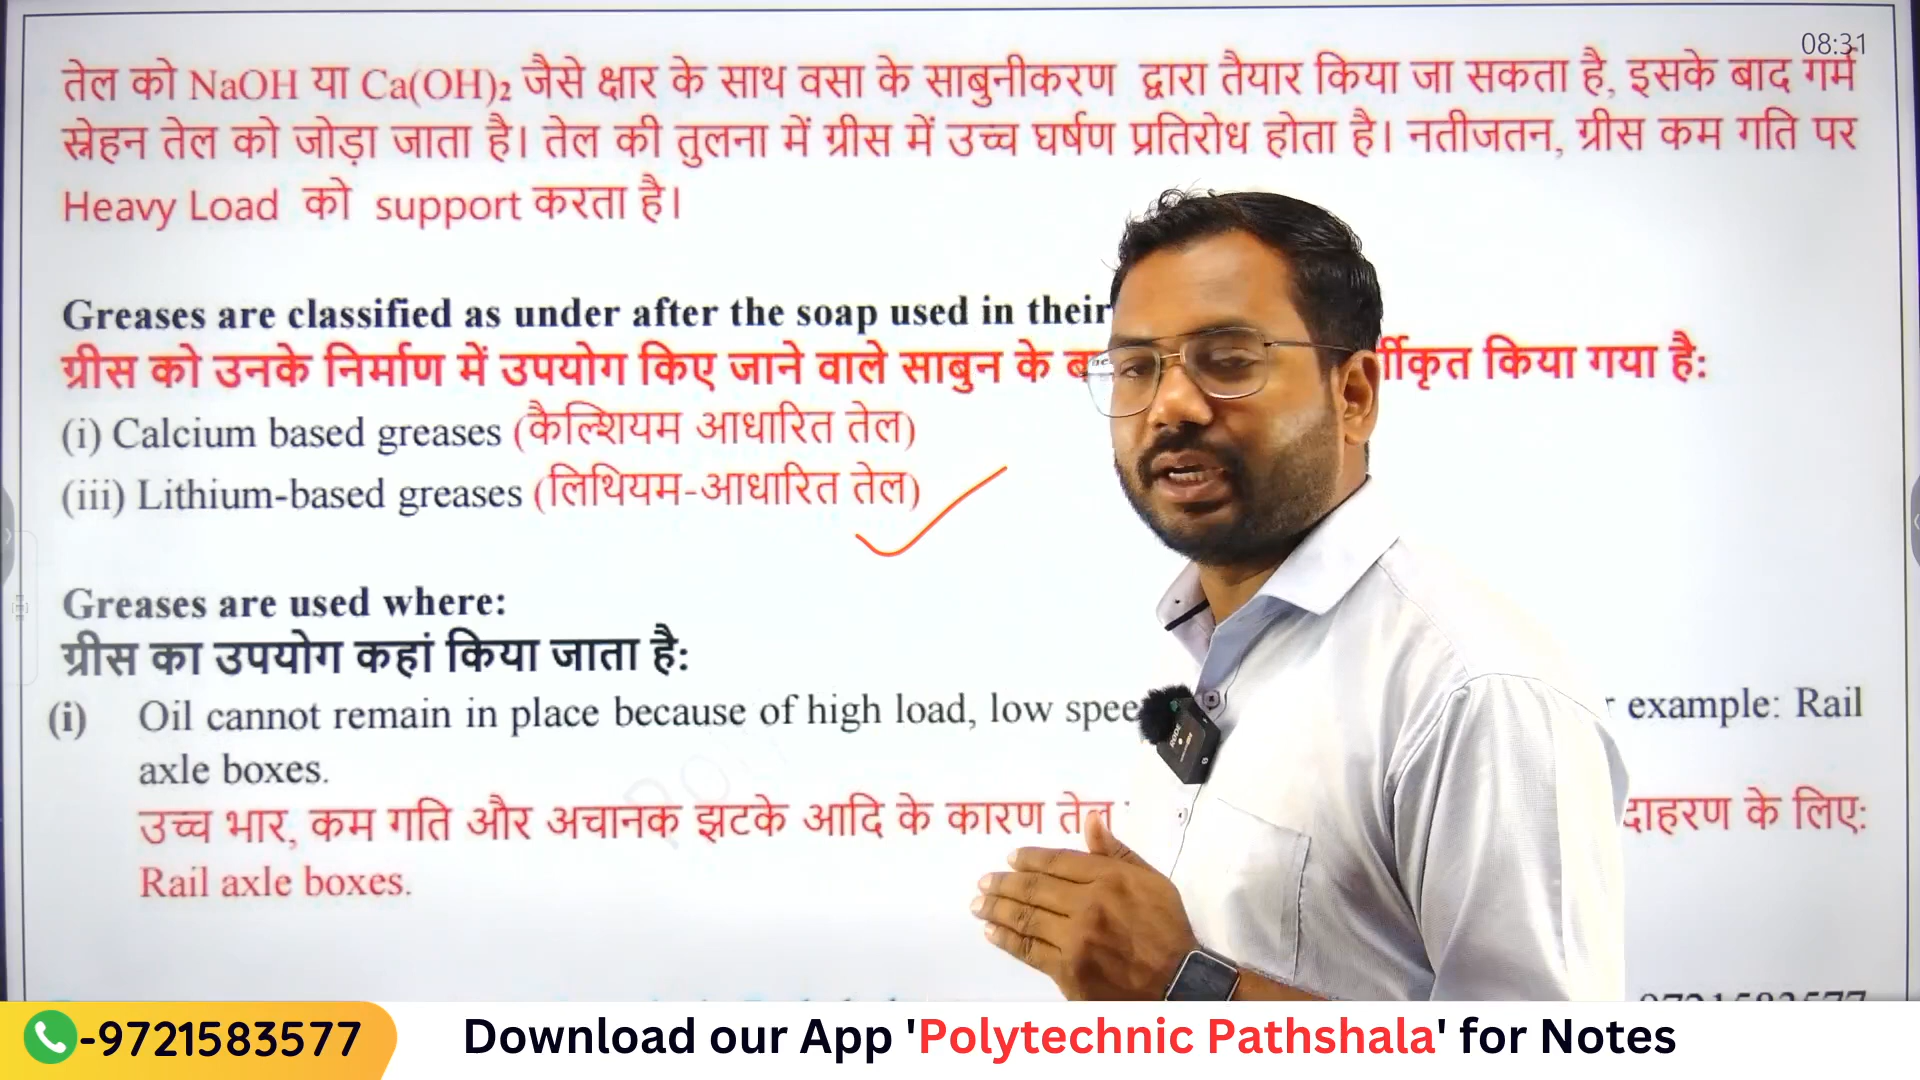 08:31
तेल को NaOH या Ca(OH)₂ जैसे क्षार के साथ वसा के साबुनीकरण द्वारा तैयार किया जा सकता है, इसके बाद गर्म
स्नेहन तेल को जोड़ा जाता है। तेल की तुलना में ग्रीस में उच्च घर्षण प्रतिरोध होता है। नतीजतन, ग्रीस कम गति पर
Heavy Load को support करता है।
Greases are classified as under after the soap used in their
ग्रीस को उनके निर्माण में उपयोग किए जाने वाले साबुन के किया गया है:
(i) Calcium based greases (कैल्शियम आधारित तेल)
(iii) Lithium-based greases (लिथियम-आधारित तेल)
Greases are used where:
ग्रीस का उपयोग कहां किया जाता है:
(i) Oil cannot remain in place because of high load, low example: Rail
axle boxes.
उच्च भार, कम गति और अचानक झटके आदि के कारण तेल के लिए:
Rail axle boxes.
-9721583577
Download our App 'Polytechnic Pathshala' for Notes